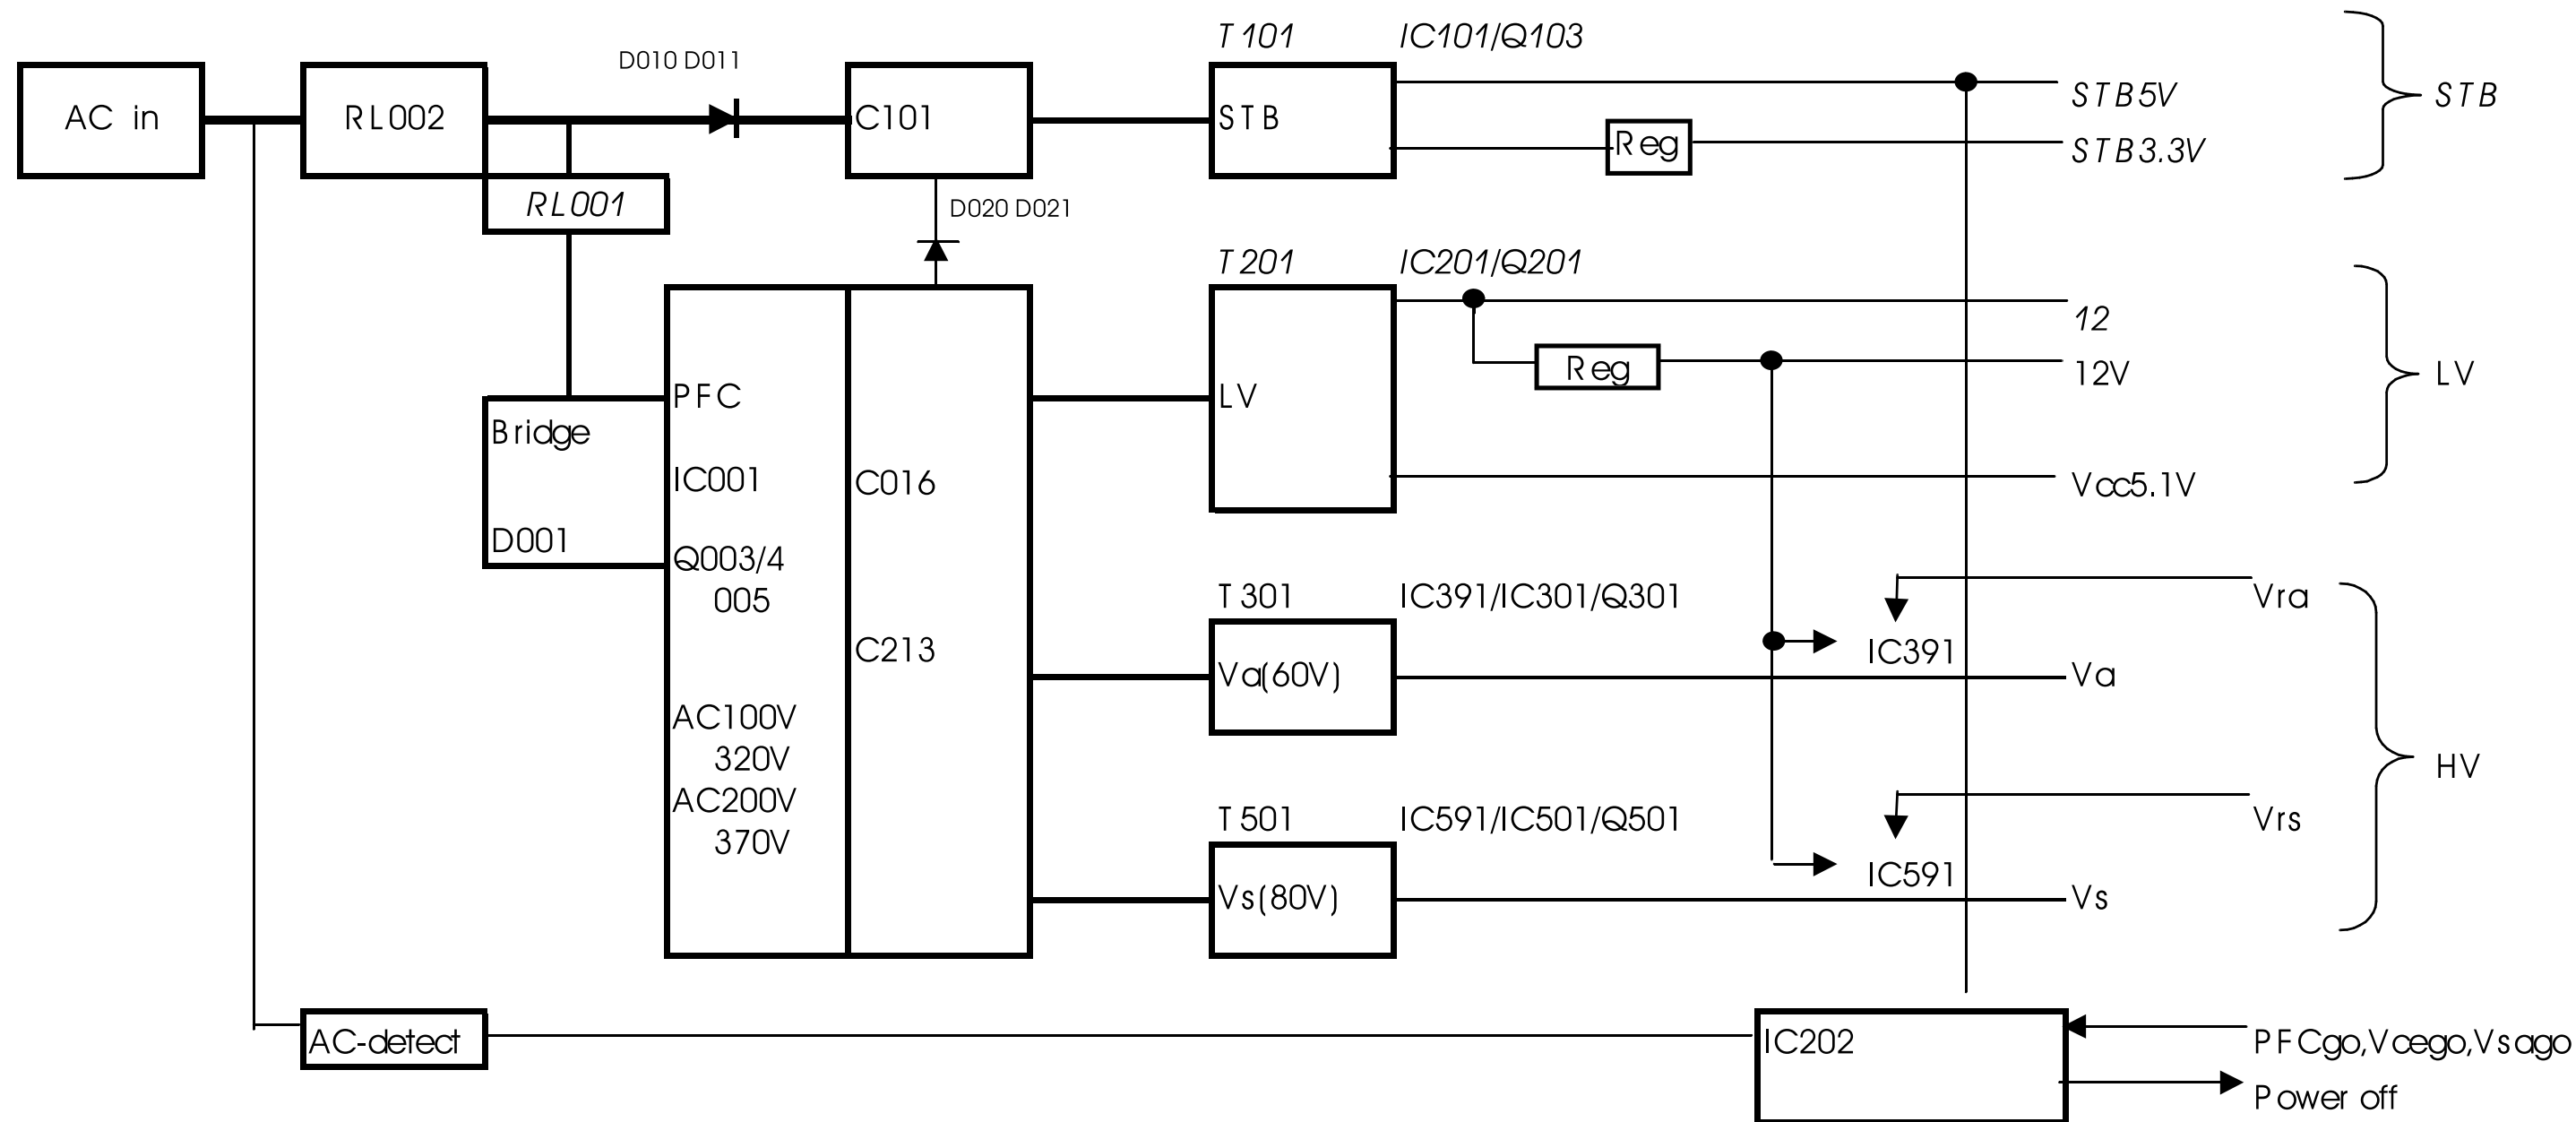 T101 IC101/Q103
D010 D011
AC in RL002 C101 STB STB5V STB
Reg STB3.3V
RL001
D020 D021
T201 IC201/Q201
12
Reg 12V LV
PFC LV
Bridge
IC001 C016 Vcc5.1V
D001
Q003/4
005
T301 IC391/IC301/Q301 Vra
C213 IC391
Va(60V) Va
AC100V
320V HV
AC200V
370V
T501 IC591/IC501/Q501 Vrs
IC591
Vs(80V) Vs
AC-detect IC202 PFCgo,Vcego,Vsago
Power off